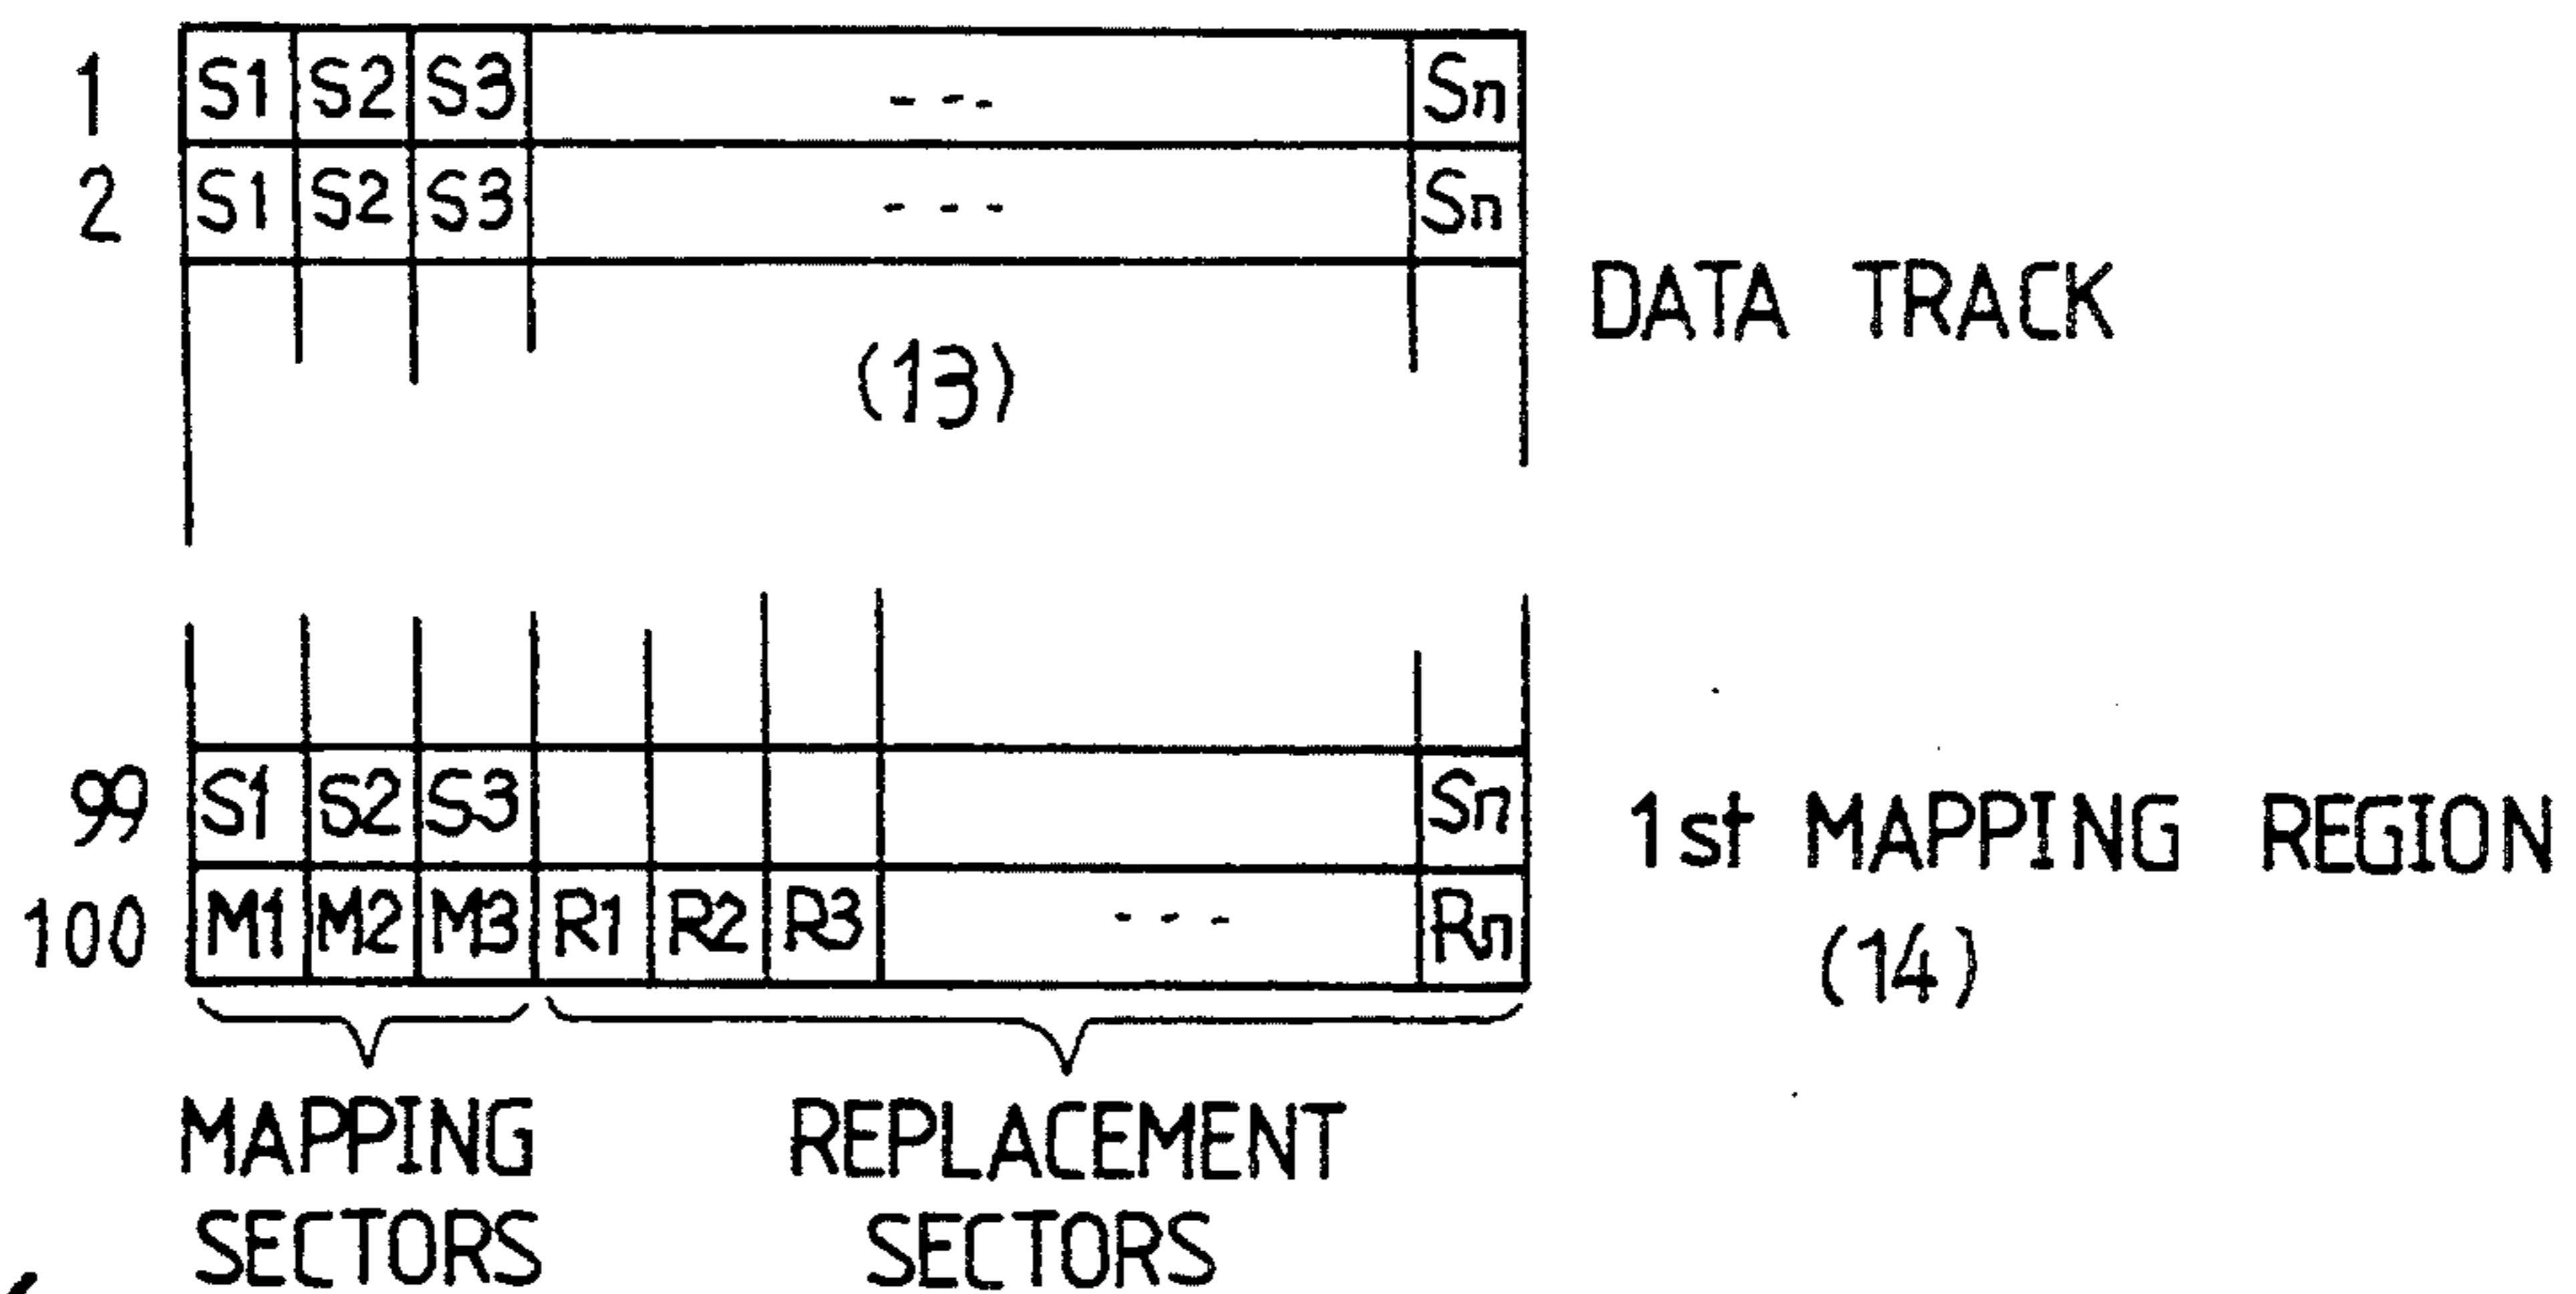 1 S1 S2 S3 --- Sn
2 S1 S2 S3 --- Sn
DATA TRACK
(13)
99 S1 S2 S3 Sn
1st MAPPING REGION
100 M1 M2 M3 R1 R2 R3 --- Rn
(14)
MAPPING
SECTORS
REPLACEMENT
SECTORS